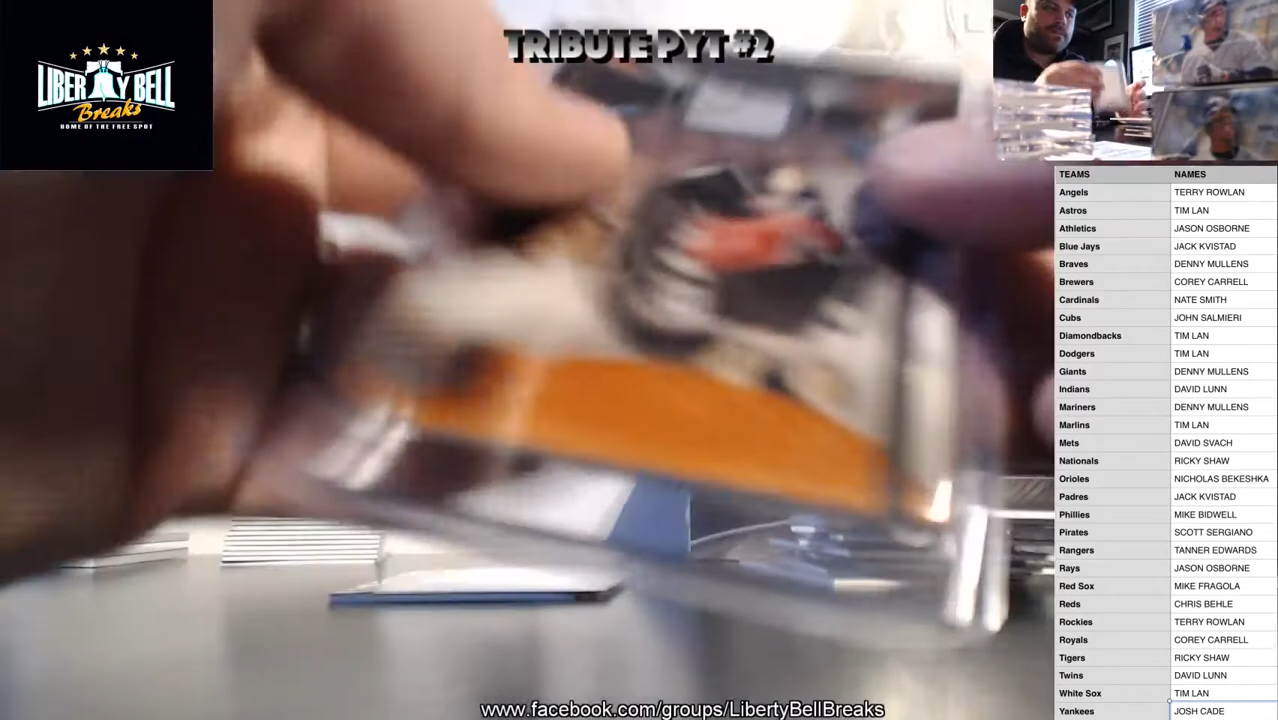 TRIBUTE PYT #2
LIBERTY BELL
Breaks
HOME OF THE FREE SPOT
TEAMS NAMES
Angels TERRY ROWLAN
Astros TIM LAN
Athletics JASON OSBORNE
Blue Jays JACK KVISTAD
Braves DENNY MULLENS
Brewers COREY CARRELL
Cardinals NATE SMITH
Cubs JOHN SALMIERI
Diamondbacks TIM LAN
Dodgers TIM LAN
Giants DENNY MULLENS
Indians DAVID LUNN
Mariners DENNY MULLENS
Marlins TIM LAN
Mets DAVID SVACH
Nationals RICKY SHAW
Orioles NICHOLAS BEKESHKA
Padres JACK KVISTAD
Phillies MIKE BIDWELL
Pirates SCOTT SERGIANO
Rangers TANNER EDWARDS
Rays JASON OSBORNE
Red Sox MIKE FRAGOLA
Reds CHRIS BEHLE
Rockies TERRY ROWLAN
Royals COREY CARRELL
Tigers RICKY SHAW
Twins DAVID LUNN
White Sox TIM LAN
Yankees JOSH CADE
www.facebook.com/groups/LibertyBellBreaks